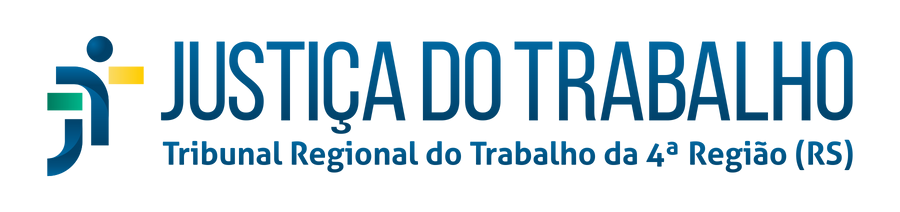 JUSTIÇA DO TRABALHO
Tribunal Regional do Trabalho da 4ª Região (RS)